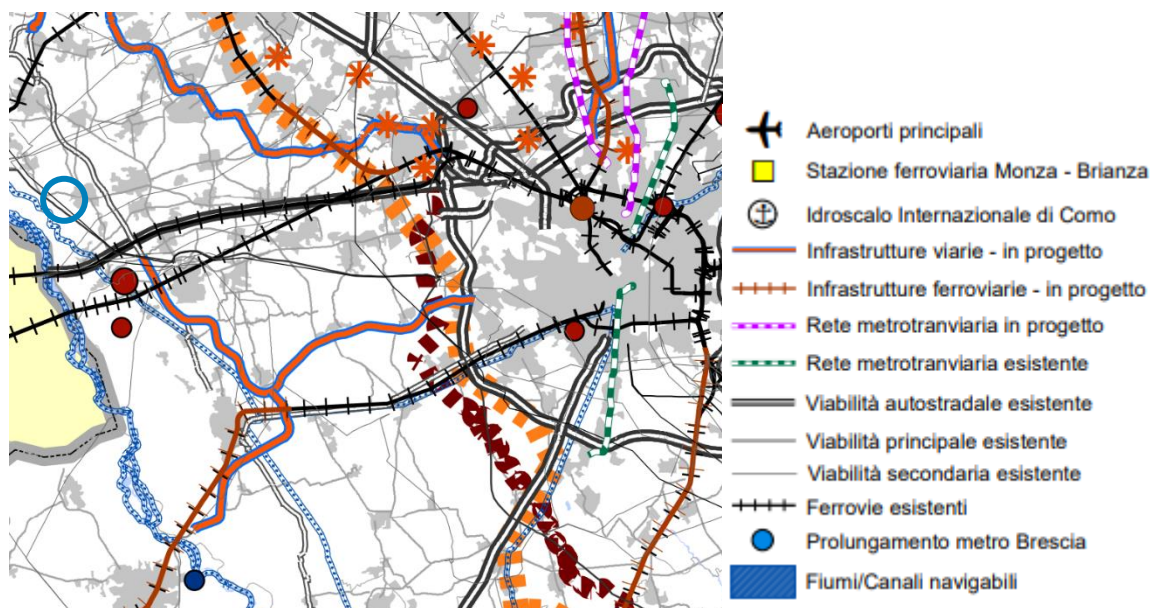 Aeroporti principali
Stazione ferroviaria Monza - Brianza
Idroscalo Internazionale di Como
Infrastrutture viarie - in progetto
Infrastrutture ferroviarie - in progetto
Rete metrotranviaria in progetto
Rete metrotranviaria esistente
Viabilità autostradale esistente
Viabilità principale esistente
Viabilità secondaria esistente
Ferrovie esistenti
Prolungamento metro Brescia
Fiumi/Canali navigabili